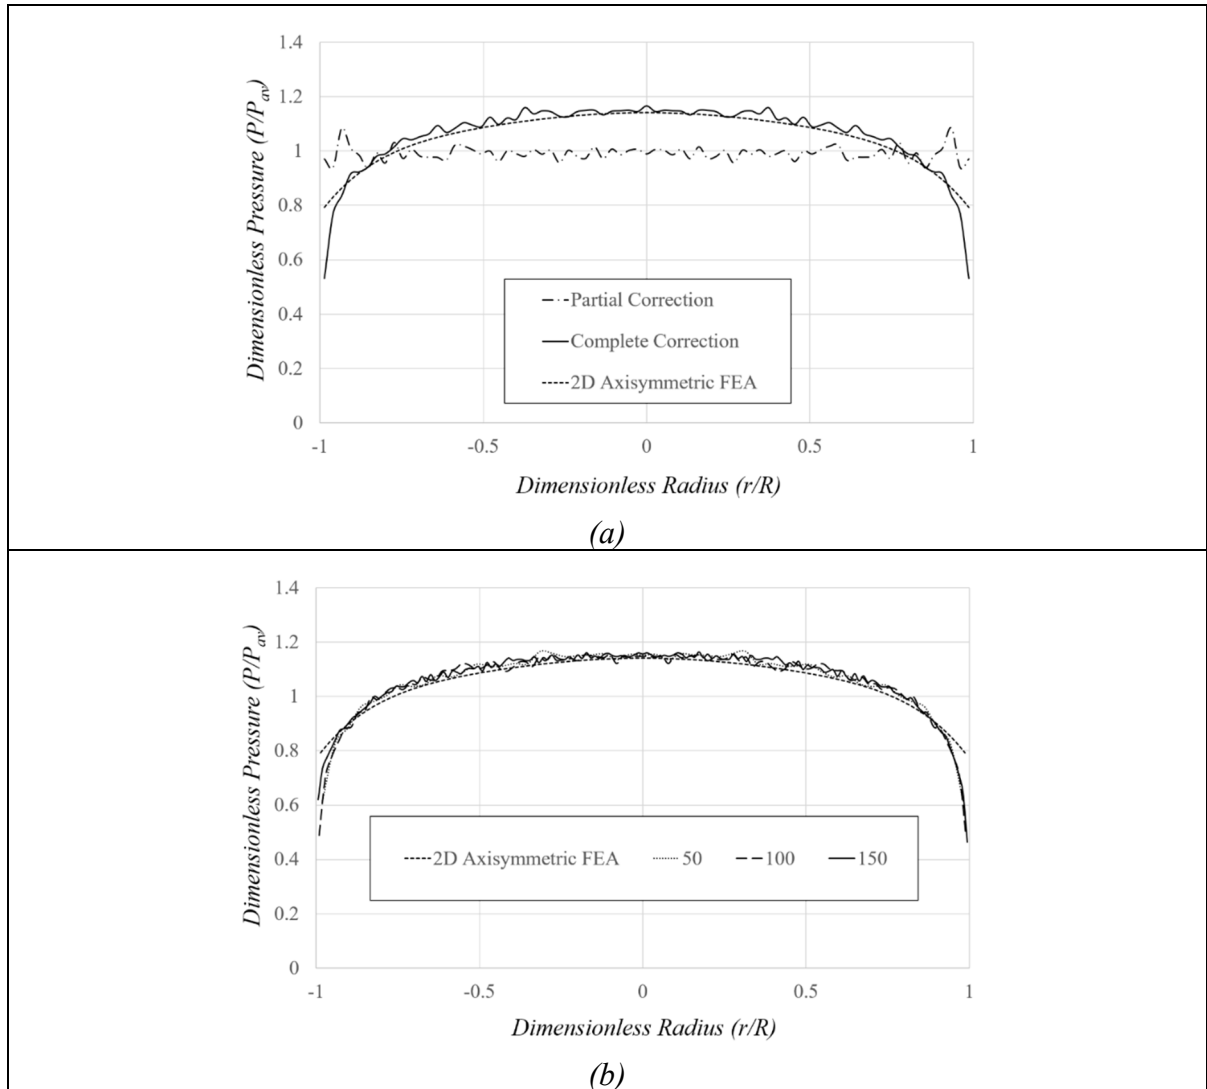 1.4
1.2
1
0.8
0.6
0.4
0.2
0
Dimensionless Pressure (P/Pav)
Partial Correction
Complete Correction
2D Axisymmetric FEA
-1 -0.5 0 0.5 1
Dimensionless Radius (r/R)
(a)
1.4
1.2
1
0.8
0.6
0.4
0.2
0
Dimensionless Pressure (P/Pav)
2D Axisymmetric FEA 50 100 150
-1 -0.5 0 0.5 1
Dimensionless Radius (r/R)
(b)